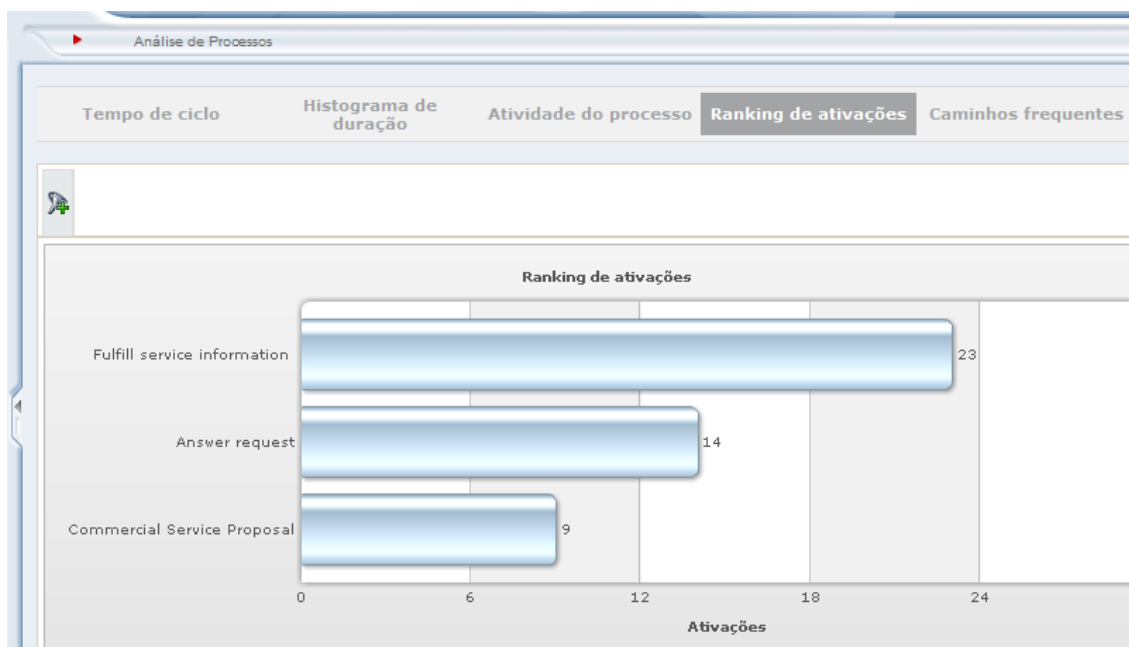 Análise de Processos
Tempo de ciclo
Histograma de
duração
Atividade do processo
Ranking de ativações
Caminhos frequentes
Ranking de ativações
Fulfill service information
23
Answer request
14
Commercial Service Proposal
9
0 6 12 18 24
Ativações